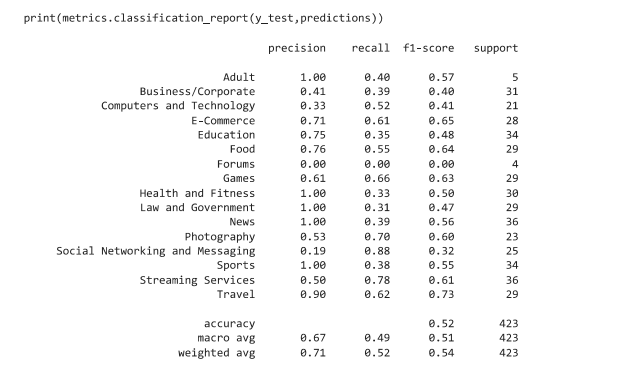 print(metrics.classification_report(y_test,predictions))
precision recall f1-score support
Adult 1.00 0.40 0.57 5
Business/Corporate 0.41 0.39 0.40 31
Computers and Technology 0.33 0.52 0.41 21
E-Commerce 0.71 0.61 0.65 28
Education 0.75 0.35 0.48 34
Food 0.76 0.55 0.64 29
Forums 0.00 0.00 0.00 4
Games 0.61 0.66 0.63 29
Health and Fitness 1.00 0.33 0.50 30
Law and Government 1.00 0.31 0.47 29
News 1.00 0.39 0.56 36
Photography 0.53 0.70 0.60 23
Social Networking and Messaging 0.19 0.88 0.32 25
Sports 1.00 0.38 0.55 34
Streaming Services 0.50 0.78 0.61 36
Travel 0.90 0.62 0.73 29
accuracy 0.52 423
macro avg 0.67 0.49 0.51 423
weighted avg 0.71 0.52 0.54 423